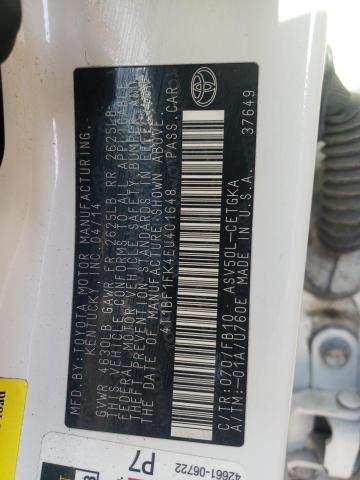 MFD.BY:TOYOTA MOTOR MANUFACTURING,
KENTUCKY, INC. 04/14
GVWR 4630LB GAWR FR 2625LB RR 2625LB
THIS VEHICLE CONFORMS TO ALL APPLICABLE
FEDERAL MOTOR VEHICLE SAFETY, BUMPER, AND
THEFT PREVENTION STANDARDS IN EFFECT ON THE
DATE OF MANUFACTURE SHOWN ABOVE.
4T1BF1FK4EU401648 PASS.CAR
C/TR:070/FB10 ASV50L-CETGKA
A/TM:-01A/U760E MADE IN U.S.A. 37649
42661-06722
P7